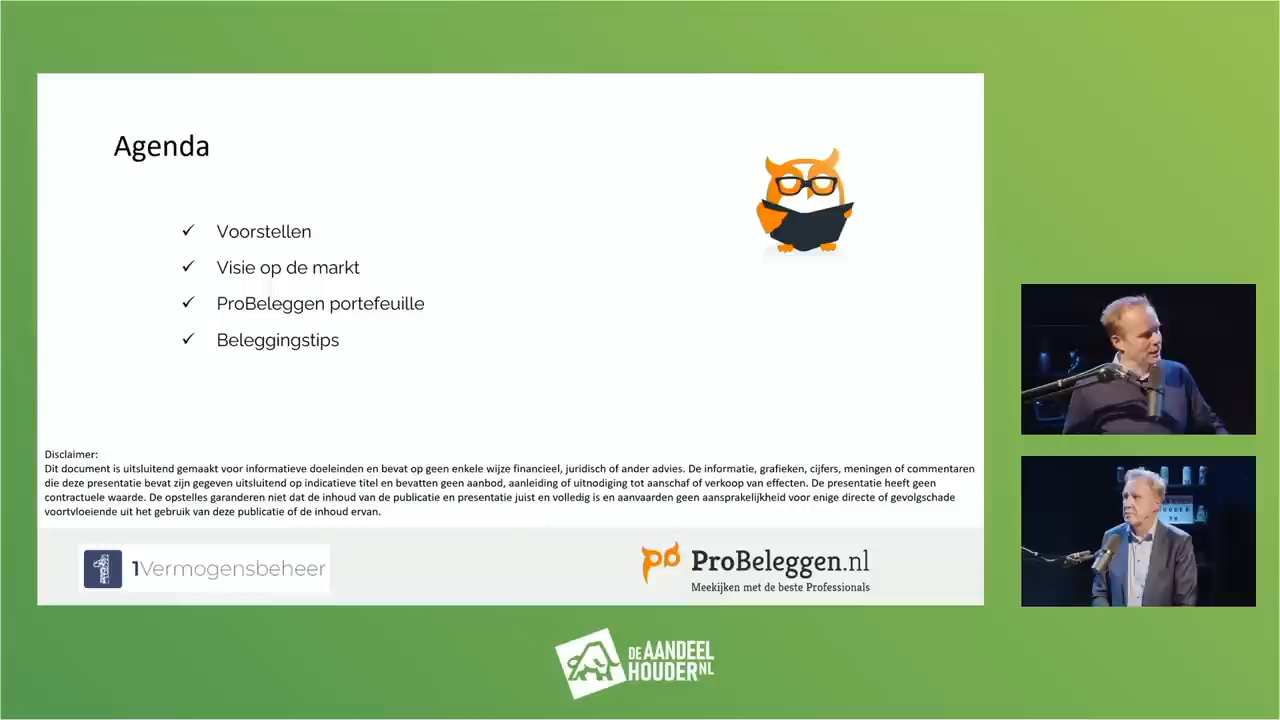 Agenda
✓ Voorstellen
✓ Visie op de markt
✓ ProBeleggen portefeuille
✓ Beleggingstips
Disclaimer:
Dit document is uitsluitend gemaakt voor informatieve doeleinden en bevat op geen enkele wijze financieel, juridisch of ander advies. De informatie, grafieken, cijfers, meningen of commentaren
die deze presentatie bevat zijn gegeven uitsluitend op indicatieve titel en bevatten geen aanbod, aanleiding of uitnodiging tot aanschaf of verkoop van effecten. De presentatie heeft geen
contractuele waarde. De opstelles garanderen niet dat de inhoud van de publicatie en presentatie juist en volledig is en aanvaarden geen aansprakelijkheid voor enige directe of gevolgschade
voortvloeiende uit het gebruik van deze publicatie of de inhoud ervan.
1Vermogensbeheer
ProBeleggen.nl
Meekijken met de beste Professionals
DE AANDEEL
HOUDER NL